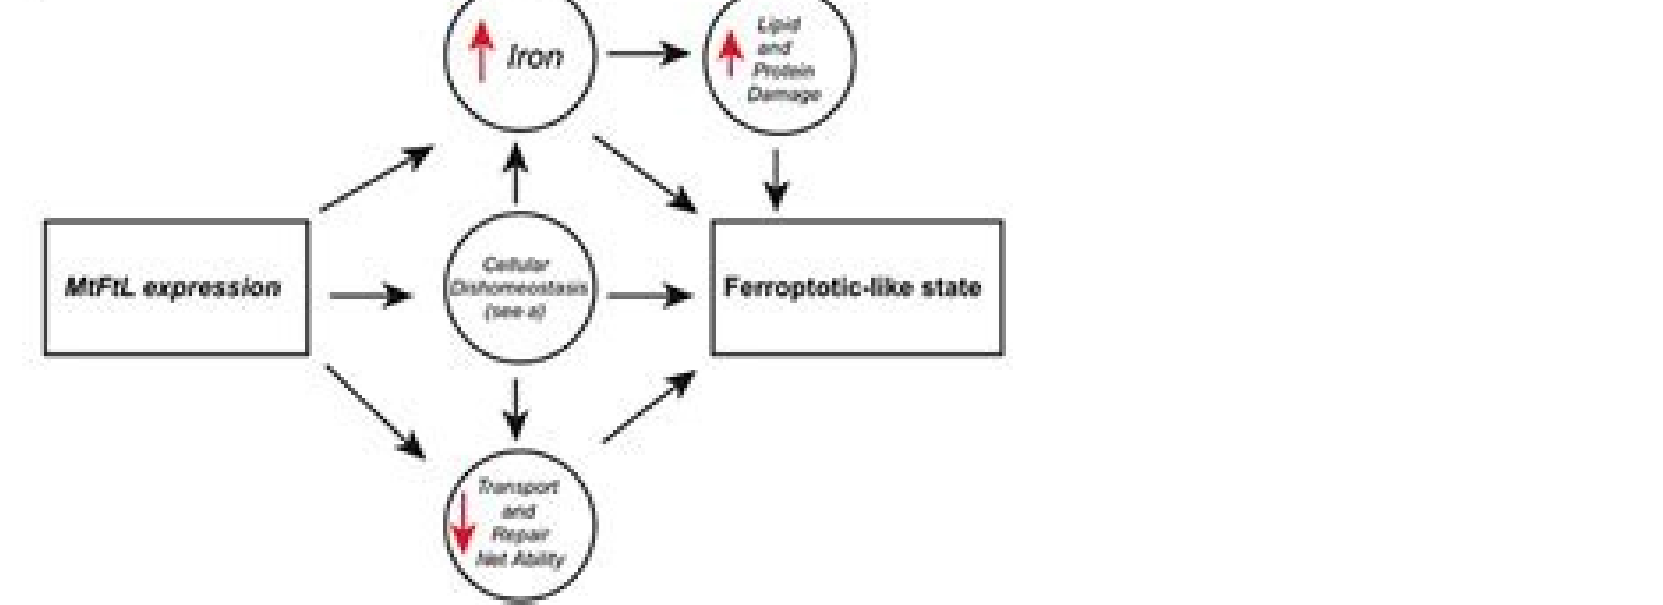 Iron
Lipid
and
Protein
Damage
MtFtL expression
Cellular
Dishomeostasis
(see a)
Ferroptotic-like state
Transport
and
Repair
Net Ability